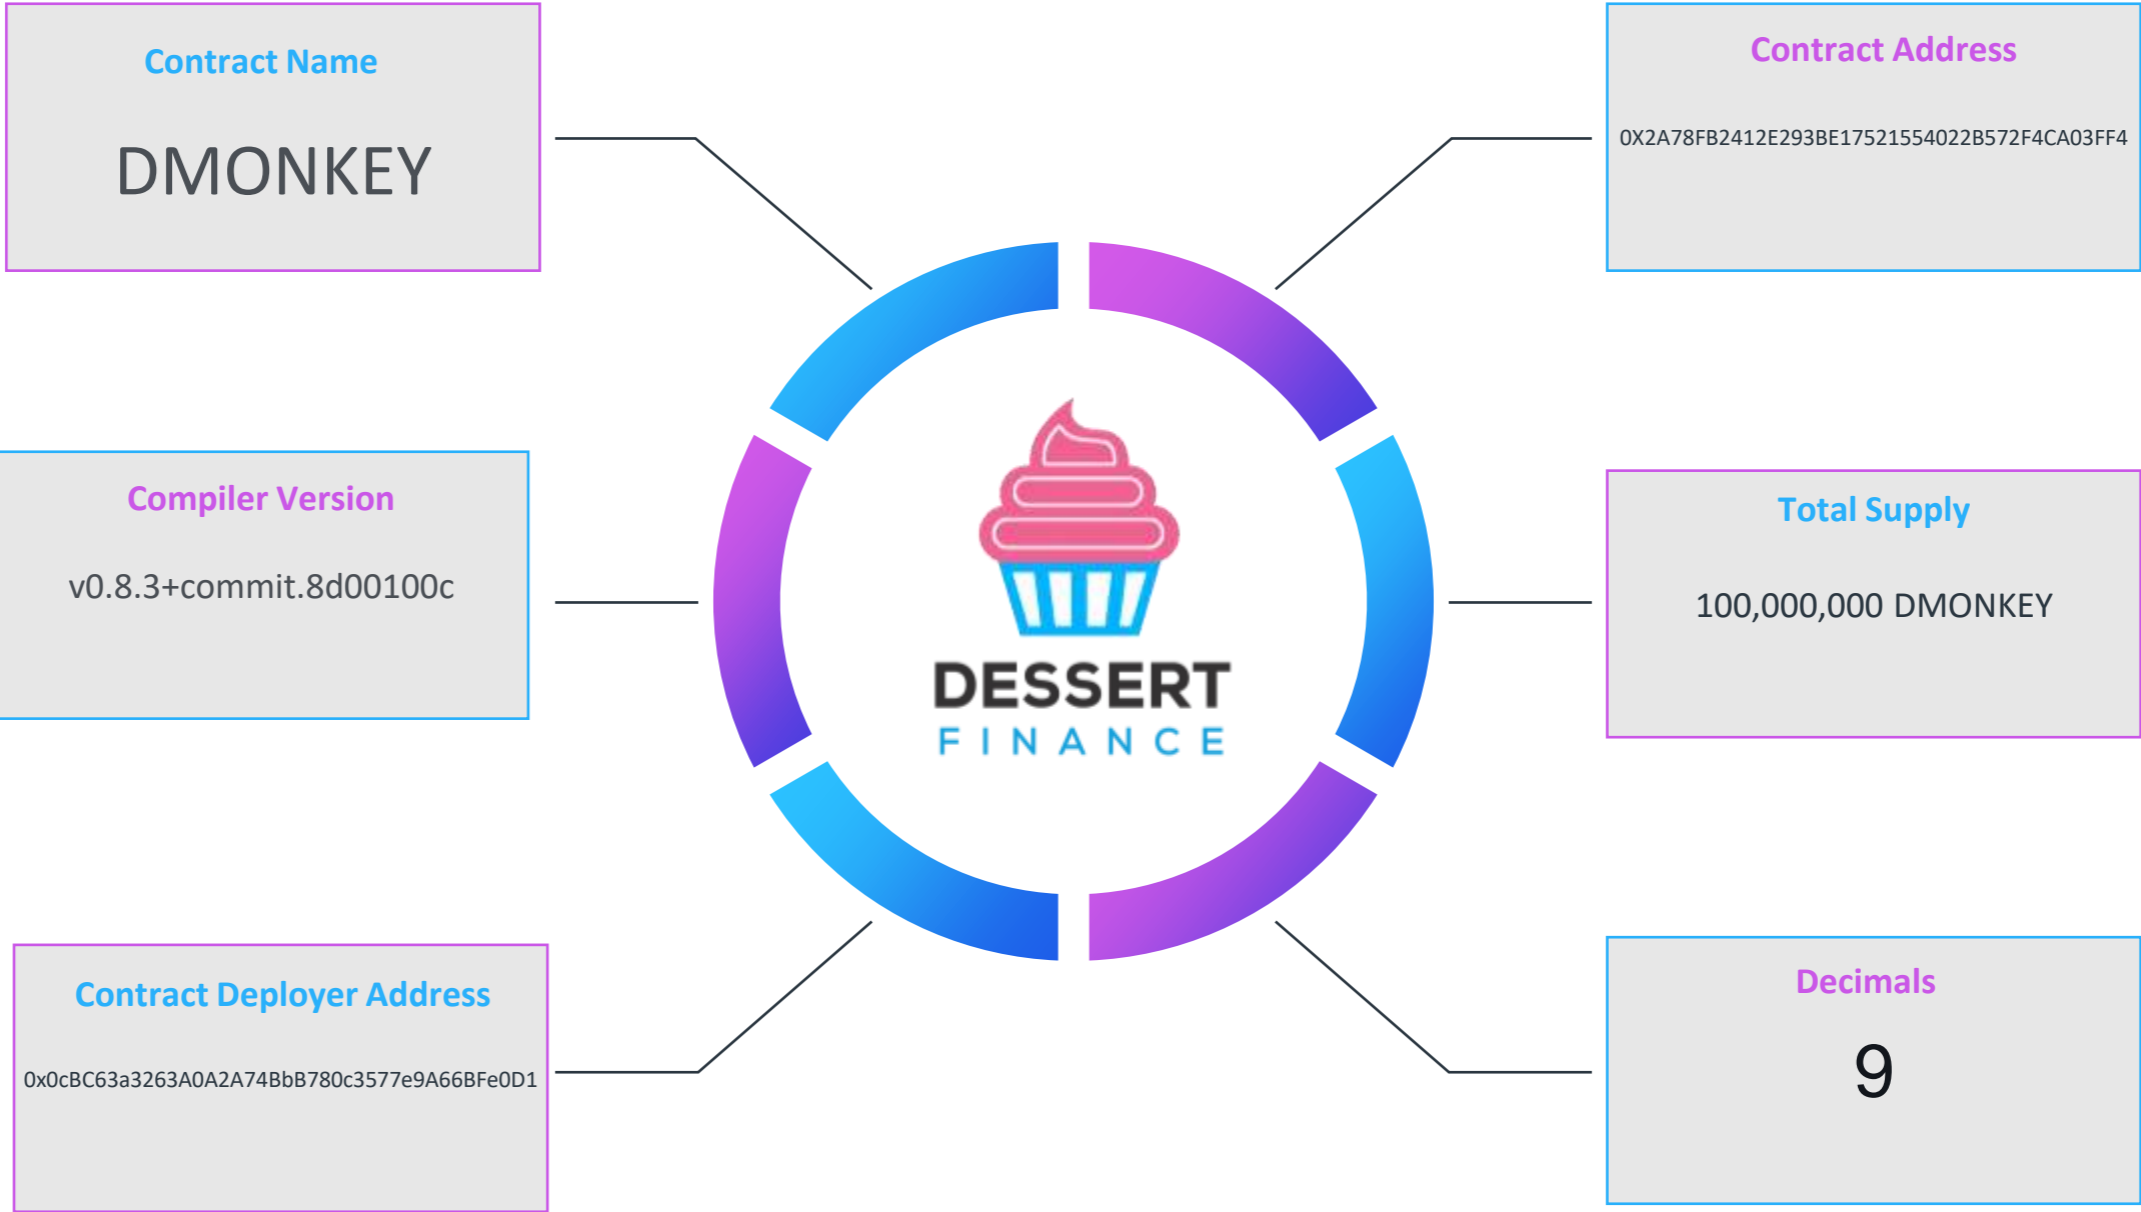 Contract Name
DMONKEY
Contract Address
0X2A78FB2412E293BE17521554022B572F4CA03FF4
Compiler Version
v0.8.3+commit.8d00100c
Total Supply
100,000,000 DMONKEY
DESSERT
FINANCE
Contract Deployer Address
0x0cBC63a3263A0A2A74BbB780c3577e9A66BFe0D1
Decimals
9